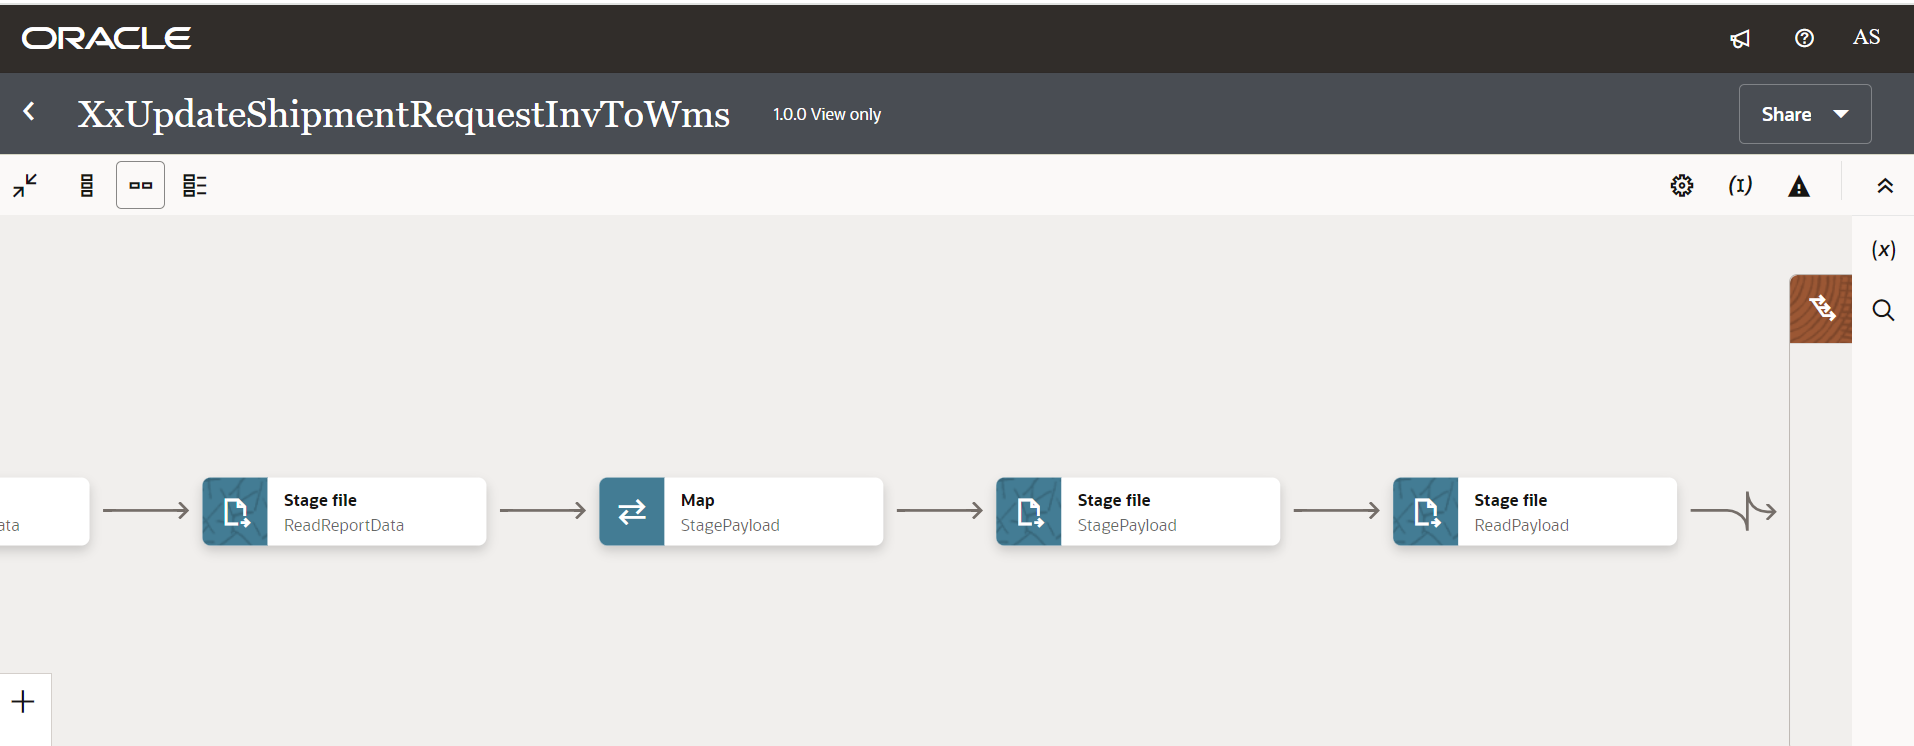 ORACLE
AS
XxUpdateShipmentRequestInvToWms
1.0.0 View only
Share
(I)
(x)
ata
Stage file
ReadReportData
Map
StagePayload
Stage file
StagePayload
Stage file
ReadPayload